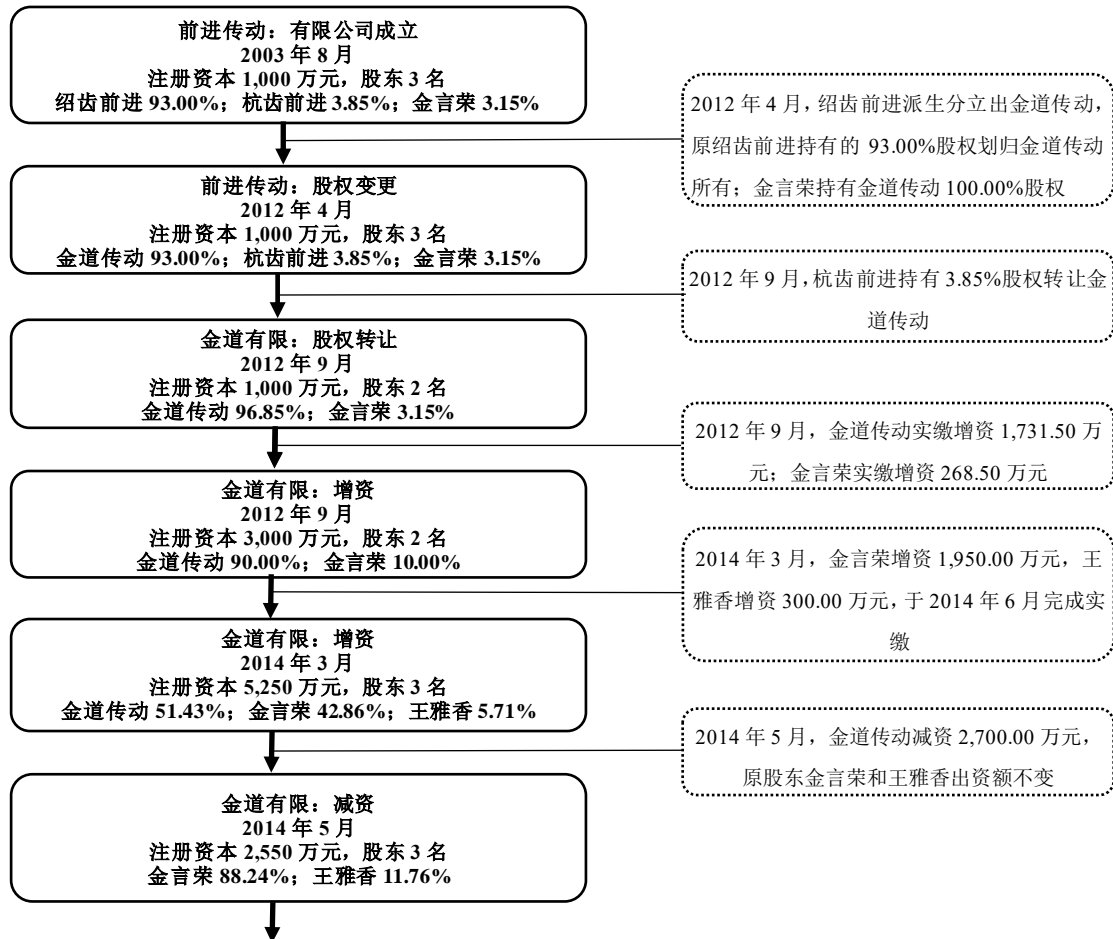 前进传动：有限公司成立
2003 年 8 月
注册资本 1,000 万元，股东 3 名
绍齿前进 93.00%；杭齿前进 3.85%；金言荣 3.15%
2012 年 4 月，绍齿前进派生分立出金道传动，
原绍齿前进持有的 93.00%股权划归金道传动
所有；金言荣持有金道传动 100.00%股权
前进传动：股权变更
2012 年 4 月
注册资本 1,000 万元，股东 3 名
金道传动 93.00%；杭齿前进 3.85%；金言荣 3.15%
2012 年 9 月，杭齿前进持有 3.85%股权转让金
道传动
金道有限：股权转让
2012 年 9 月
注册资本 1,000 万元，股东 2 名
金道传动 96.85%；金言荣 3.15%
2012 年 9 月，金道传动实缴增资 1,731.50 万
元；金言荣实缴增资 268.50 万元
金道有限：增资
2012 年 9 月
注册资本 3,000 万元，股东 2 名
金道传动 90.00%；金言荣 10.00%
2014 年 3 月，金言荣增资 1,950.00 万元，王
雅香增资 300.00 万元，于 2014 年 6 月完成实
缴
金道有限：增资
2014 年 3 月
注册资本 5,250 万元，股东 3 名
金道传动 51.43%；金言荣 42.86%；王雅香 5.71%
2014 年 5 月，金道传动减资 2,700.00 万元，
原股东金言荣和王雅香出资额不变
金道有限：减资
2014 年 5 月
注册资本 2,550 万元，股东 3 名
金言荣 88.24%；王雅香 11.76%